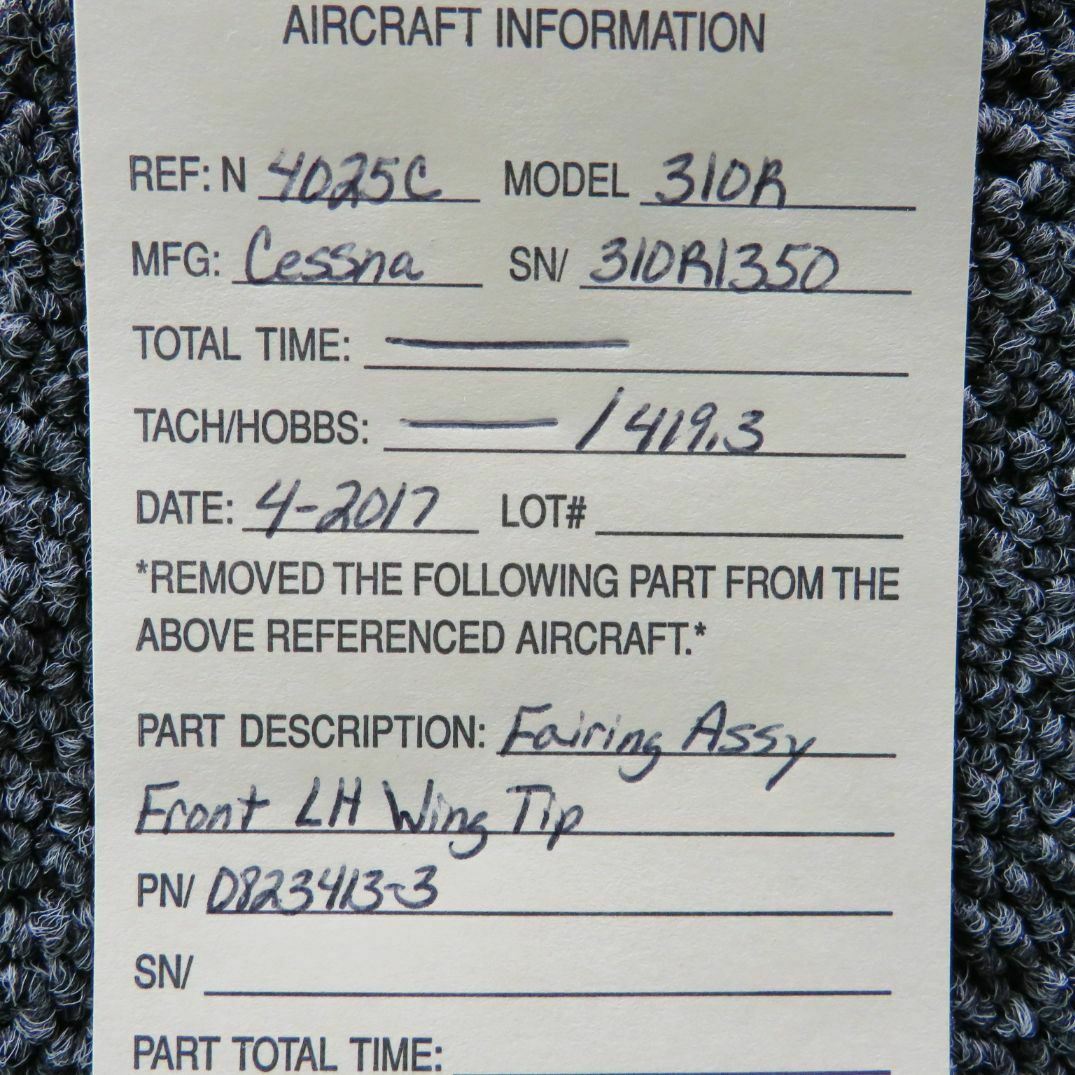 AIRCRAFT INFORMATION
REF: N 4025C MODEL 310R
MFG: Cessna SN/ 310R1350
TOTAL TIME: —
TACH/HOBBS: — / 419.3
DATE: 4-2017 LOT#
*REMOVED THE FOLLOWING PART FROM THE
ABOVE REFERENCED AIRCRAFT.*
PART DESCRIPTION: Fairing Assy
Front LH Wing Tip
PN/ 0823413-3
SN/
PART TOTAL TIME: